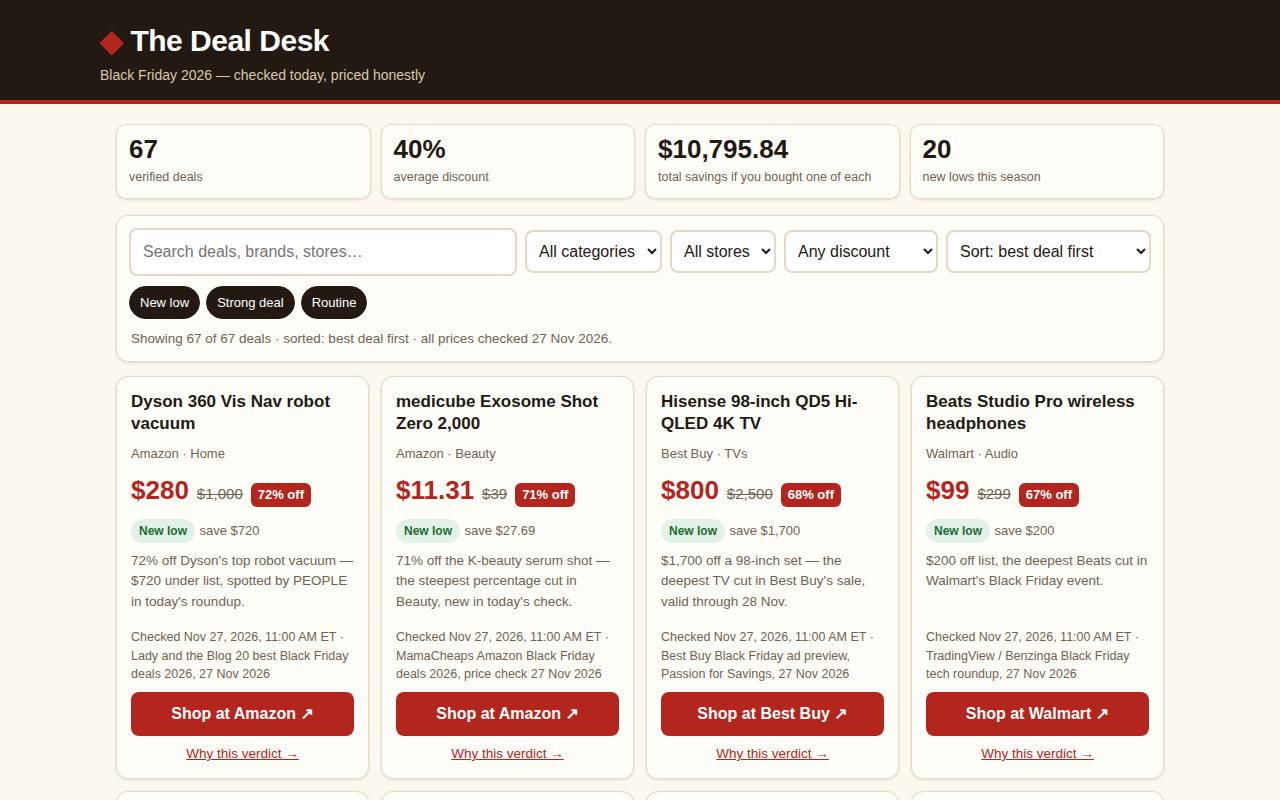 The Deal Desk
Black Friday 2026 — checked today, priced honestly
67
verified deals
40%
average discount
$10,795.84
total savings if you bought one of each
20
new lows this season
Search deals, brands, stores…
All categories
All stores
Any discount
Sort: best deal first
New low
Strong deal
Routine
Showing 67 of 67 deals · sorted: best deal first · all prices checked 27 Nov 2026.
Dyson 360 Vis Nav robot
vacuum
Amazon · Home
$280 $1,000 72% off
New low save $720
72% off Dyson's top robot vacuum —
$720 under list, spotted by PEOPLE
in today's roundup.
Checked Nov 27, 2026, 11:00 AM ET ·
Lady and the Blog 20 best Black Friday
deals 2026, 27 Nov 2026
Shop at Amazon ↗
Why this verdict →
medicube Exosome Shot
Zero 2,000
Amazon · Beauty
$11.31 $39 71% off
New low save $27.69
71% off the K-beauty serum shot —
the steepest percentage cut in
Beauty, new in today's check.
Checked Nov 27, 2026, 11:00 AM ET ·
MamaCheaps Amazon Black Friday
deals 2026, price check 27 Nov 2026
Shop at Amazon ↗
Why this verdict →
Hisense 98-inch QD5 Hi-
QLED 4K TV
Best Buy · TVs
$800 $2,500 68% off
New low save $1,700
$1,700 off a 98-inch set — the
deepest TV cut in Best Buy's sale,
valid through 28 Nov.
Checked Nov 27, 2026, 11:00 AM ET ·
Best Buy Black Friday ad preview,
Passion for Savings, 27 Nov 2026
Shop at Best Buy ↗
Why this verdict →
Beats Studio Pro wireless
headphones
Walmart · Audio
$99 $299 67% off
New low save $200
$200 off list, the deepest Beats cut in
Walmart's Black Friday event.
Checked Nov 27, 2026, 11:00 AM ET ·
TradingView / Benzinga Black Friday
tech roundup, 27 Nov 2026
Shop at Walmart ↗
Why this verdict →